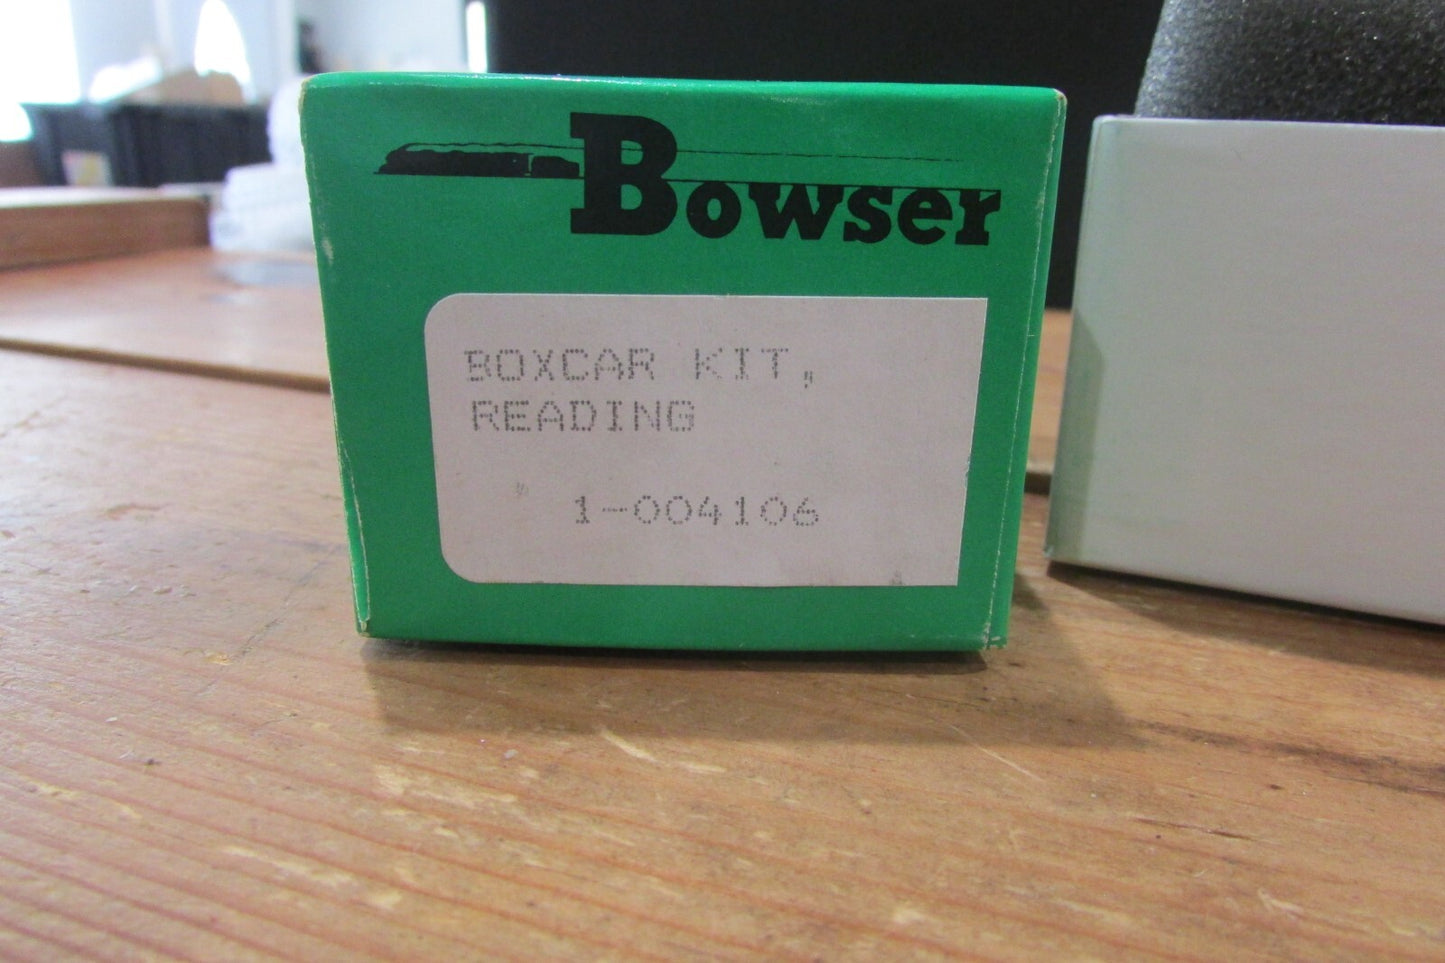 Bowser
BOXCAR KIT,
READING
1-004106